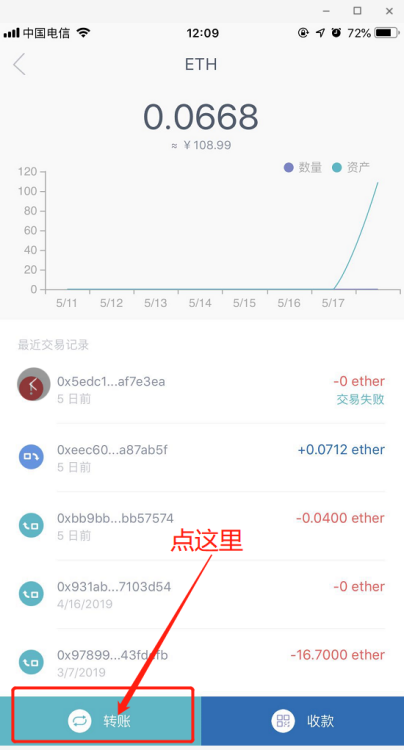 中国电信 12:09 72%
ETH
0.0668
≈ ￥108.99
数量 资产
120
100
80
60
40
20
0
5/11 5/12 5/13 5/14 5/15 5/16 5/17
最近交易记录
0x5edc1...af7e3ea -0 ether
5 日前 交易失败
0xeec60...a87ab5f +0.0712 ether
5 日前
0xbb9bb...bb57574 -0.0400 ether
5 日前
点这里
0x931ab...7103d54 -0 ether
4/16/2019
-16.7000 ether
3/7/2019
转账 收款